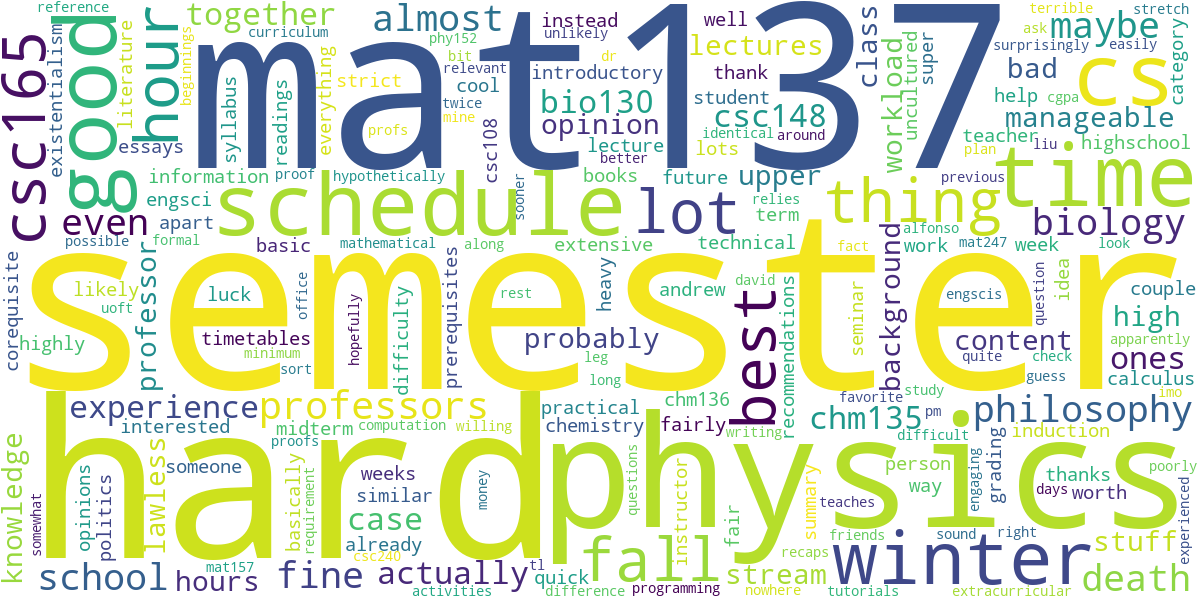 reference
together
almost
instead
well
class
terrible
stretch
ask
maybe
mat137
good
hour
beginnings
curriculum
phy152
unlikely
lectures
surprisingly
easily
csc165
existentialism
literature
everything
strict
bit
relevant
dr
introductory
thank
super
bad
cs
category
cool
twice
mine
bio130
student
csc148
workload
uncultured
help
cgpa
manageable
essays
syllabus
readings
profs
csc108
opinion
identical
around
lecture
better
lots
teacher
liu
highschool
plan
information
proof
hypothetically
sooner
books
future
upper
previous
time
engsci
schedule
lot
relies
term
thing
biology
even
apart
possible
formal
basic
mathematical
along
extensive
technical
alfonso
work
mat247
week
look
fact
semester
corequisite
likely
uoft
highly
professor
luck
office
timetables
minimum
sort
hopefully
difficulty
prerequisites
rest
heavy
andrew
david
best
recommendations
seminar
background
engscis
question
idea
couple
high
probably
leg
long
content
quite
check
guess
apparently
ones
calculus
imo
hard
physics
experience
professors
interested
midterm
proofs
computation
willing
practical
chemistry
chm136
fairly
writing
chm135
favorite
study
pm
difficult
philosophy
induction
knowledge
somewhat
opinions
politics
lawless
someone
basically
requirement
weeks
similar
case
already
csc240
money
questions
instructor
fair
summary
person
way
teaches
engaging
grading
thanks
days
worth
poorly
experienced
school
hours
mat157
fine
actually
activities
tl
quick
difference
fall
programming
stream
nowhere
recaps
friends
tutorials
winter
sound
right
stuff
death
extracurricular